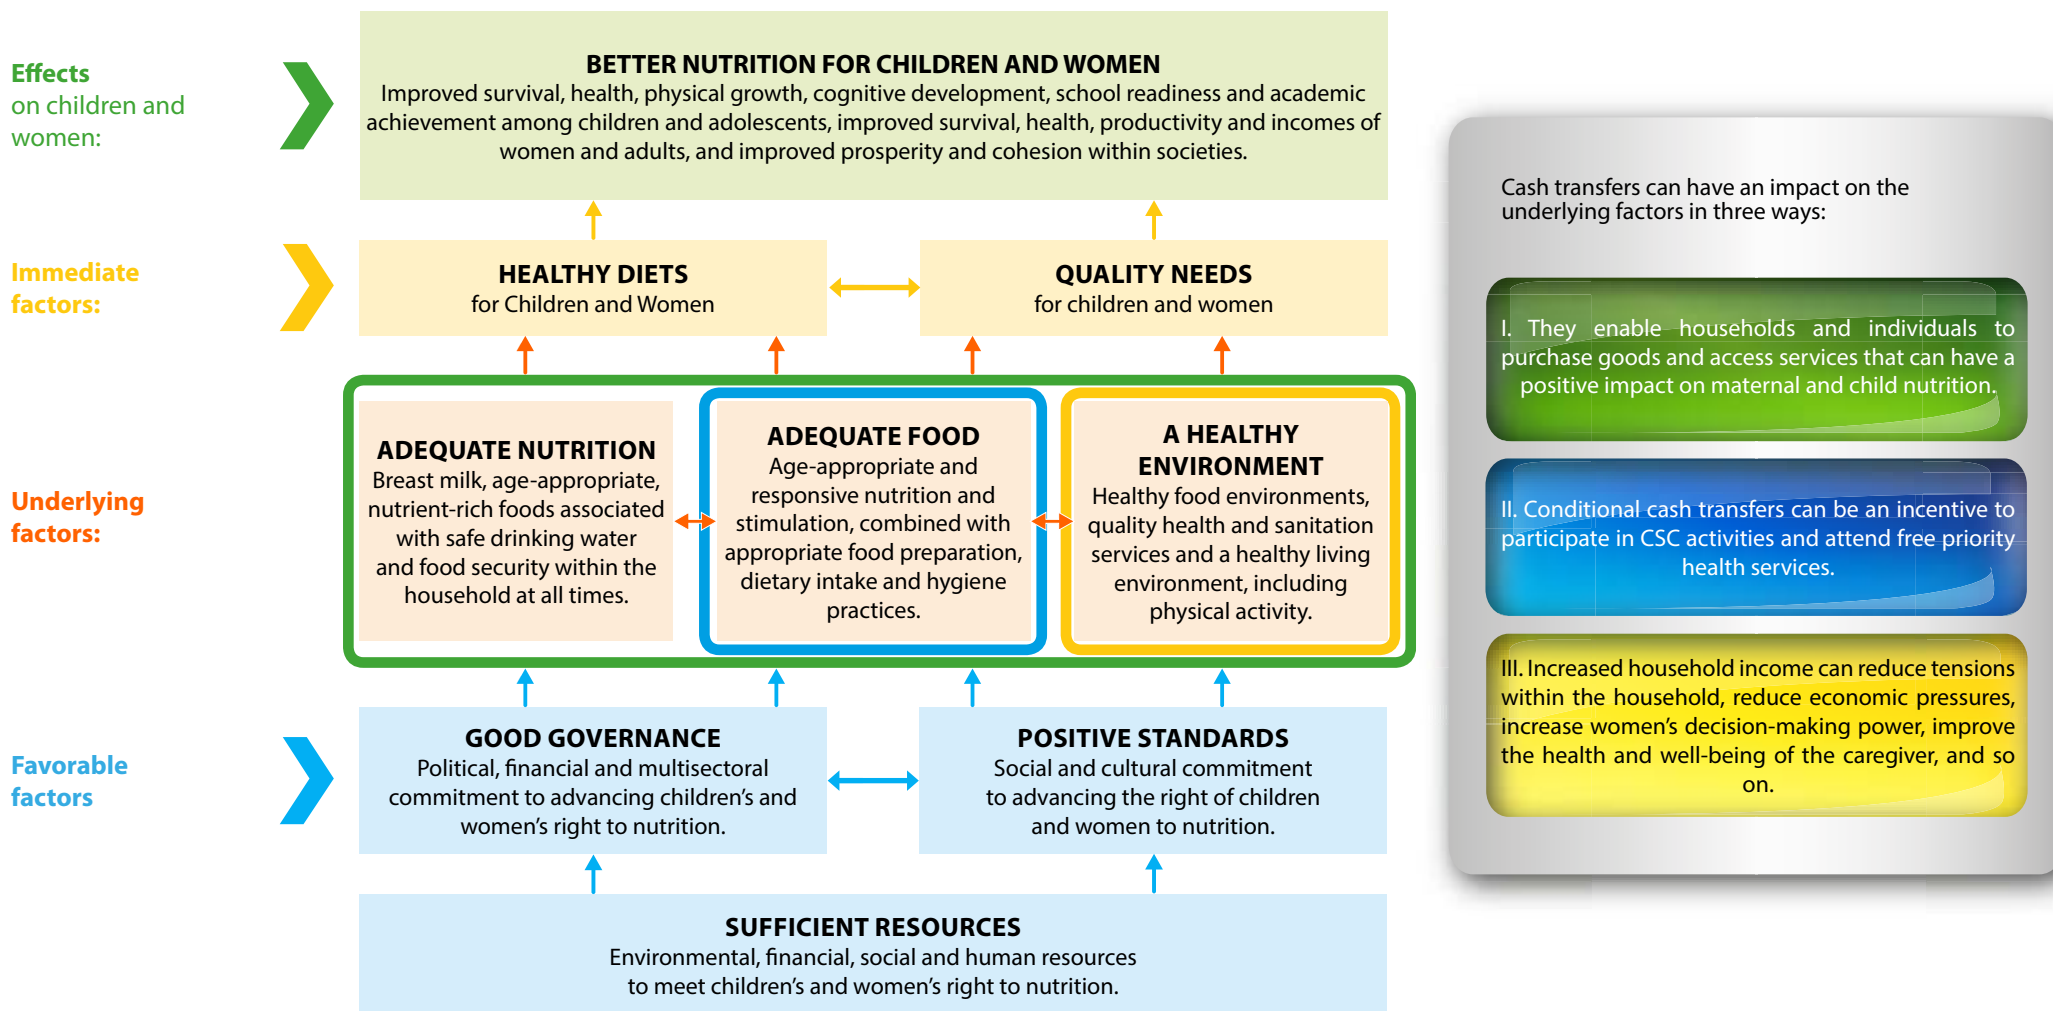 Effects
on children and
women:
BETTER NUTRITION FOR CHILDREN AND WOMEN
Improved survival, health, physical growth, cognitive development, school readiness and academic
achievement among children and adolescents, improved survival, health, productivity and incomes of
women and adults, and improved prosperity and cohesion within societies.
Immediate
factors:
HEALTHY DIETS
for Children and Women
QUALITY NEEDS
for children and women
Underlying
factors:
ADEQUATE NUTRITION
Breast milk, age-appropriate,
nutrient-rich foods associated
with safe drinking water
and food security within the
household at all times.
ADEQUATE FOOD
Age-appropriate and
responsive nutrition and
stimulation, combined with
appropriate food preparation,
dietary intake and hygiene
practices.
A HEALTHY
ENVIRONMENT
Healthy food environments,
quality health and sanitation
services and a healthy living
environment, including
physical activity.
Favorable
factors
GOOD GOVERNANCE
Political, financial and multisectoral
commitment to advancing children's and
women's right to nutrition.
POSITIVE STANDARDS
Social and cultural commitment
to advancing the right of children
and women to nutrition.
SUFFICIENT RESOURCES
Environmental, financial, social and human resources
to meet children's and women's right to nutrition.
Cash transfers can have an impact on the
underlying factors in three ways:
I. They enable households and individuals to
purchase goods and access services that can have a
positive impact on maternal and child nutrition.
II. Conditional cash transfers can be an incentive to
participate in CSC activities and attend free priority
health services.
III. Increased household income can reduce tensions
within the household, reduce economic pressures,
increase women's decision-making power, improve
the health and well-being of the caregiver, and so
on.